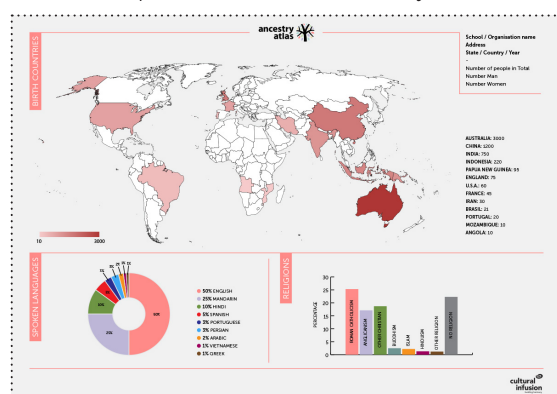 ancestry
atlas
BIRTH COUNTRIES
School / Organisation name
Address
State / Country / Year
-
Number of people in Total
Number Man
Number Women
AUSTRALIA: 3000
CHINA: 1200
INDIA: 750
INDONESIA: 220
PAPUA NEW GUINEA: 95
ENGLAND: 75
U.S.A.: 60
FRANCE: 45
IRAN: 30
BRASIL: 21
PORTUGAL: 20
MOZAMBIQUE: 10
ANGOLA: 10
10
3000
SPOKEN LANGUAGES
50%
25%
10%
50% ENGLISH
25% MANDARIN
10% HINDI
5% SPANISH
3% PORTUGUESE
3% PERSIAN
2% ARABIC
1% VIETNAMESE
1% GREEK
RELIGIONS
PERCENTAGE
30
25
20
15
10
5
0
ROMAN CATHOLICISM
ANGLICANISM
OTHER CHRISTIAN
BUDDHISM
ISLAM
HINDUISM
OTHER RELIGION
NO RELIGION
cultural
infusion